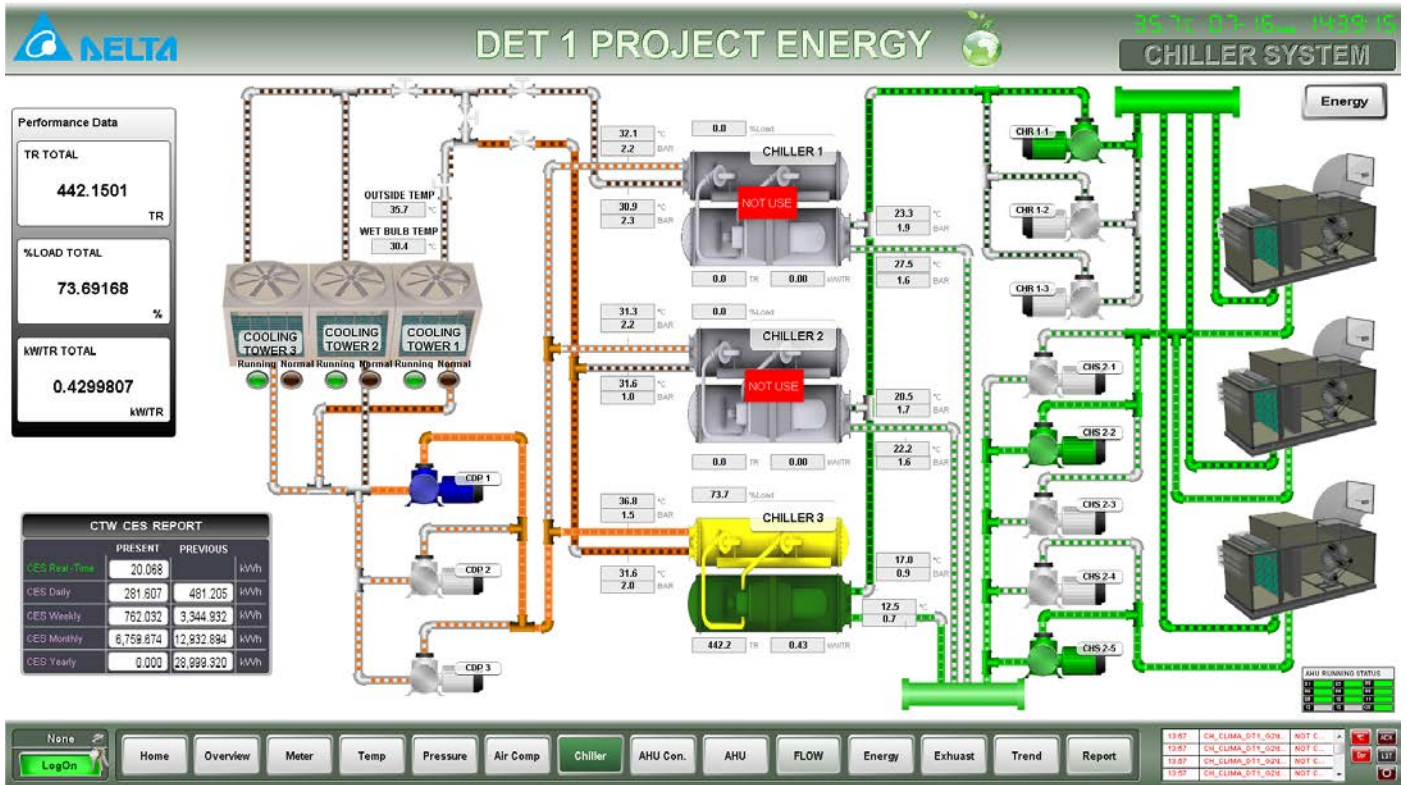 DELTA
DET 1 PROJECT ENERGY
CHILLER SYSTEM
Energy
Performance Data
TR TOTAL
442.1501
TR
%LOAD TOTAL
73.69168
%
kW/TR TOTAL
0.4299807
kW/TR
OUTSIDE TEMP
35.7 °C
WET BULB TEMP
30.4 °C
COOLING TOWER 3
COOLING TOWER 2
COOLING TOWER 1
Running Normal Running Normal Running Normal
CDP 1
CDP 2
CDP 3
32.1 °C
2.2 BAR
0.0 %Load
CHILLER 1
NOT USE
30.9 °C
2.3 BAR
0.0 TR 0.00 kW/TR
23.3 °C
1.9 BAR
27.5 °C
1.6 BAR
31.3 °C
2.2 BAR
0.0 %Load
CHILLER 2
NOT USE
31.6 °C
1.0 BAR
0.0 TR 0.00 kW/TR
20.5 °C
1.7 BAR
22.2 °C
1.6 BAR
36.8 °C
1.5 BAR
73.7 %Load
CHILLER 3
31.6 °C
2.0 BAR
442.2 TR 0.43 kW/TR
17.0 °C
0.9 BAR
12.5 °C
0.7
CHR 1-1
CHR 1-2
CHR 1-3
CHS 2-1
CHS 2-2
CHS 2-3
CHS 2-4
CHS 2-5
CTW CES REPORT
PRESENT PREVIOUS
CES Real-Time 20.068 kWh
CES Daily 281.607 481.205 kWh
CES Weekly 762.032 3,344.932 kWh
CES Monthly 6,759.674 12,932.894 kWh
CES Yearly 0.000 28,999.320 kWh
AHU RUNNING STATUS
None
LogOn
Home Overview Meter Temp Pressure Air Comp Chiller AHU Con. AHU FLOW Energy Exhuast Trend Report
13:57 NOT C...
13:57 NOT C...
13:57 NOT C...
ACK